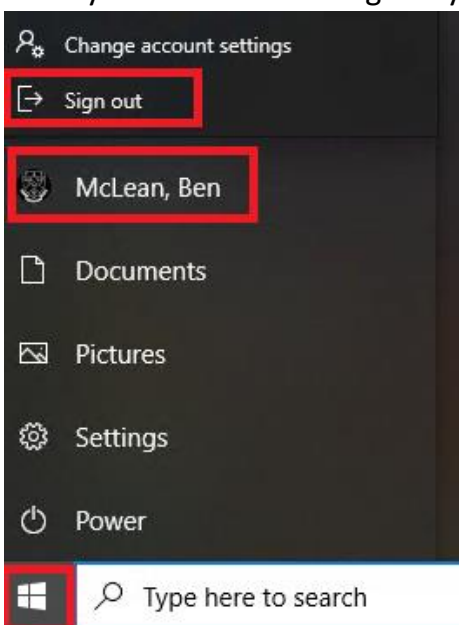 Change account settings
Sign out
McLean, Ben
Documents
Pictures
Settings
Power
Type here to search